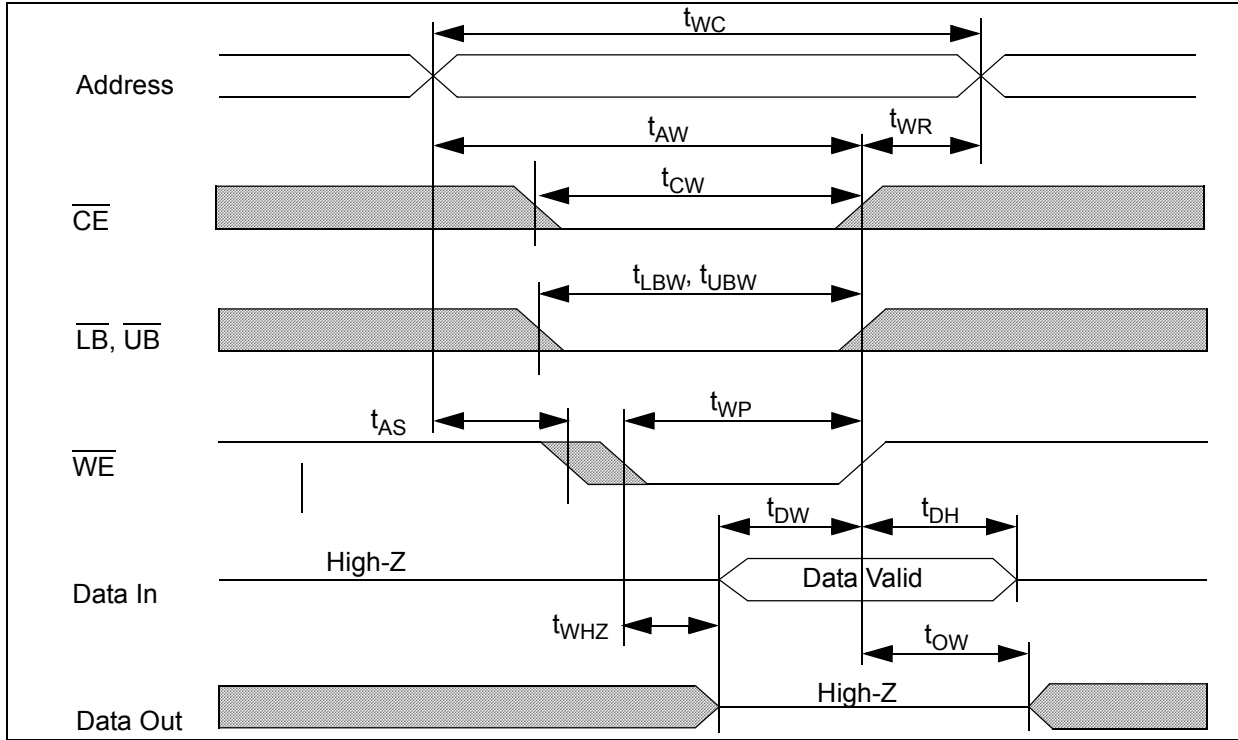 tWC
Address
tAW
tWR
tCW
CE
tLBW, tUBW
LB, UB
tAS
tWP
WE
tDW
tDH
High-Z
Data Valid
Data In
tWHZ
tOW
High-Z
Data Out